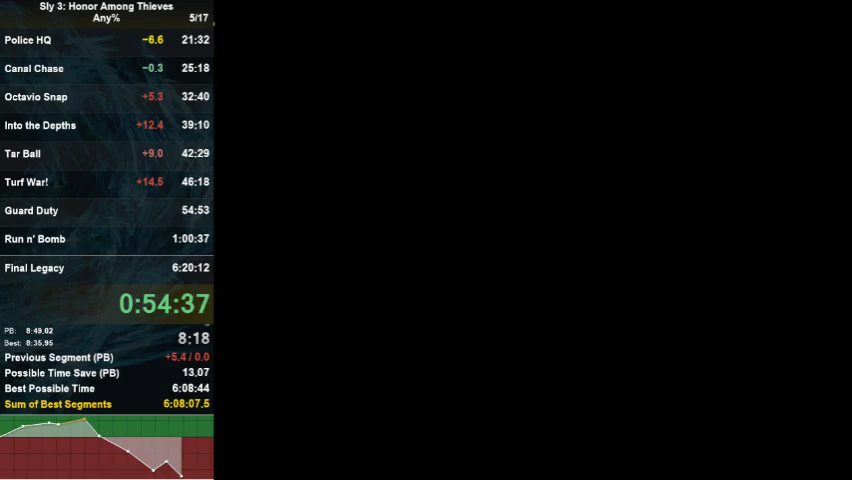 Sly 3: Honor Among Thieves
Any% 5/17
Police HQ −6.6 21:32
Canal Chase −0.3 25:18
Octavio Snap +5.3 32:40
Into the Depths +12.4 39:10
Tar Ball +9.0 42:29
Turf War! +14.5 46:18
Guard Duty 54:53
Run n' Bomb 1:00:37
Final Legacy 6:20:12
0:54:37
PB: 8:49.02
Best: 8:35.95
8:18
Previous Segment (PB) +5.4 / 0.0
Possible Time Save (PB) 13.07
Best Possible Time 6:08:44
Sum of Best Segments 6:08:07.5